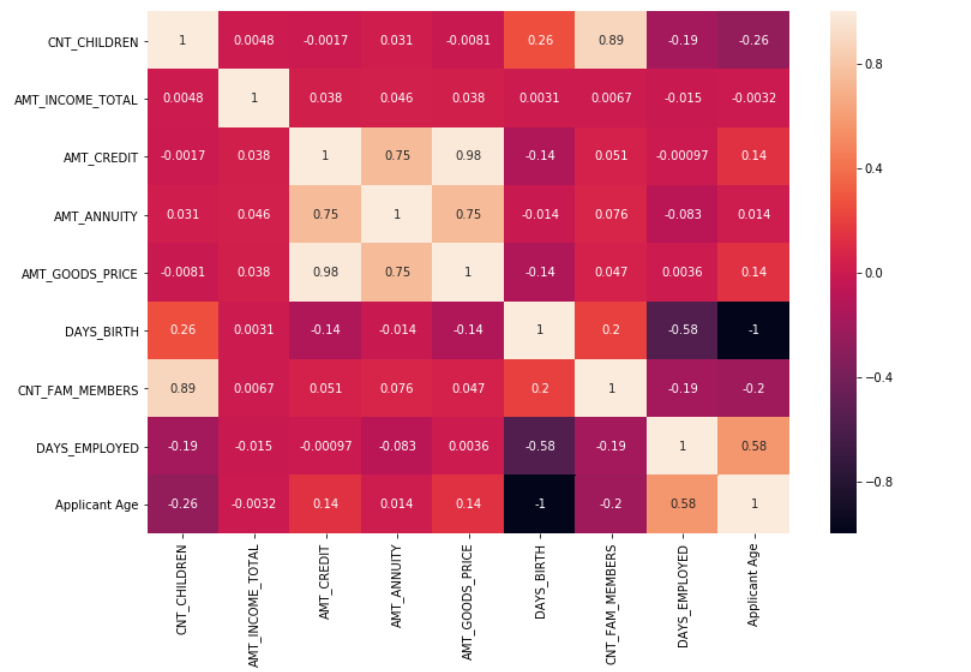 CNT_CHILDREN 1 0.0048 -0.0017 0.031 -0.0081 0.26 0.89 -0.19 -0.26
AMT_INCOME_TOTAL 0.0048 1 0.038 0.046 0.038 0.0031 0.0067 -0.015 -0.0032
AMT_CREDIT -0.0017 0.038 1 0.75 0.98 -0.14 0.051 -0.00097 0.14
AMT_ANNUITY 0.031 0.046 0.75 1 0.75 -0.014 0.076 -0.083 0.014
AMT_GOODS_PRICE -0.0081 0.038 0.98 0.75 1 -0.14 0.047 0.0036 0.14
DAYS_BIRTH 0.26 0.0031 -0.14 -0.014 -0.14 1 0.2 -0.58 -1
CNT_FAM_MEMBERS 0.89 0.0067 0.051 0.076 0.047 0.2 1 -0.19 -0.2
DAYS_EMPLOYED -0.19 -0.015 -0.00097 -0.083 0.0036 -0.58 -0.19 1 0.58
Applicant Age -0.26 -0.0032 0.14 0.014 0.14 -1 -0.2 0.58 1
CNT_CHILDREN
AMT_INCOME_TOTAL
AMT_CREDIT
AMT_ANNUITY
AMT_GOODS_PRICE
DAYS_BIRTH
CNT_FAM_MEMBERS
DAYS_EMPLOYED
Applicant Age
0.8
0.4
0.0
−0.4
−0.8